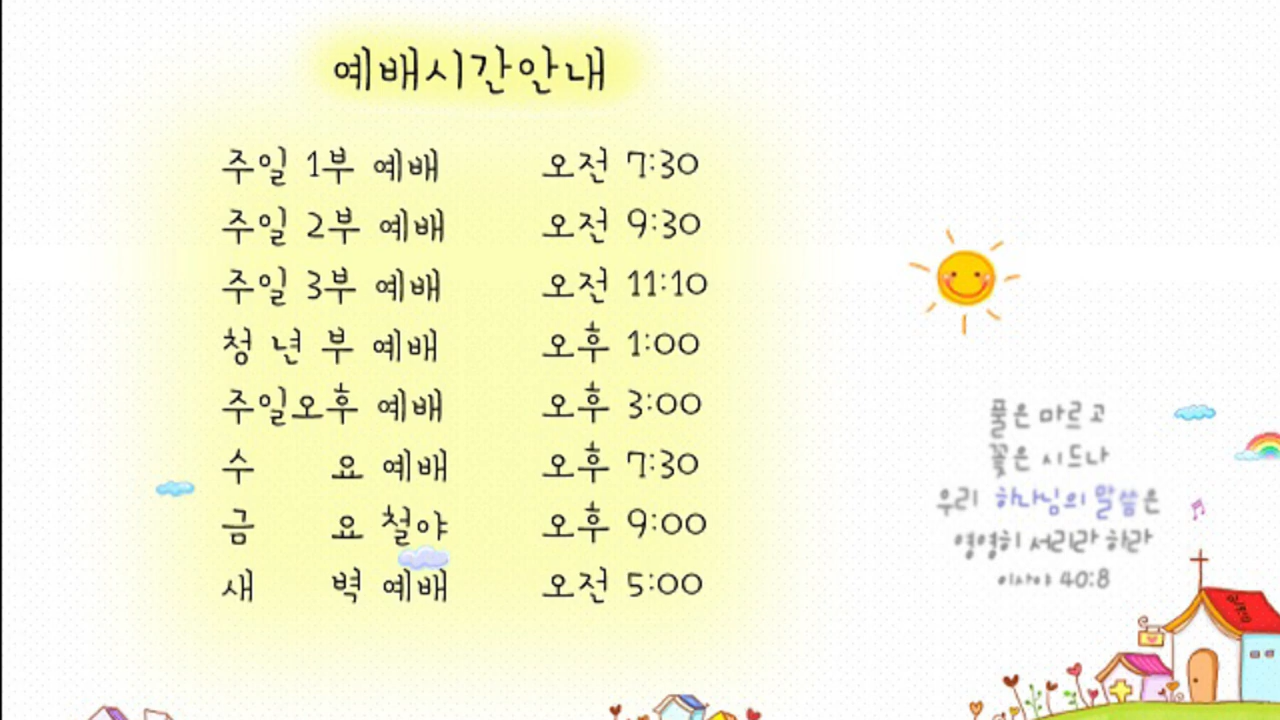 예배시간안내
주일 1부 예배 오전 7:30
주일 2부 예배 오전 9:30
주일 3부 예배 오전 11:10
청 년 부 예배 오후 1:00
주일오후 예배 오후 3:00
수 요 예배 오후 7:30
금 요 철야 오후 9:00
새 벽 예배 오전 5:00
풀은 마르고
꽃은 시드나
우리 하나님의 말씀은
영영히 서리라 하라
이사야 40:8